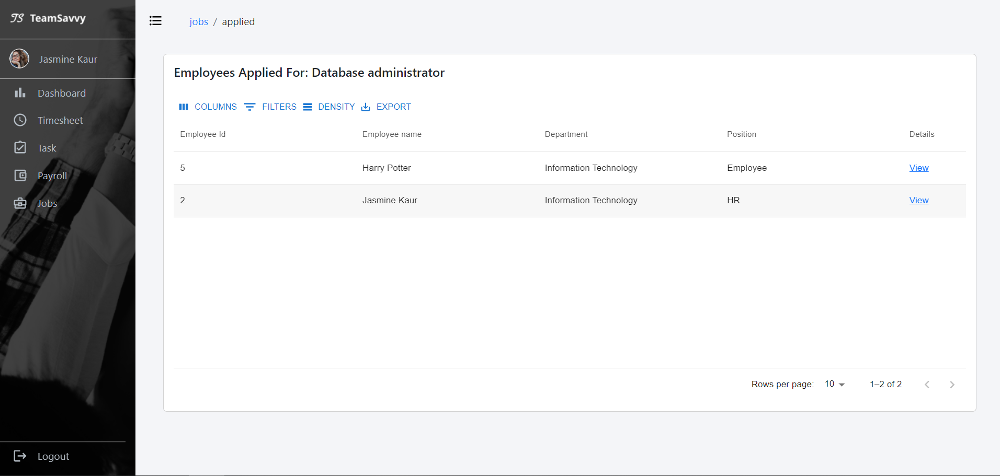 TS TeamSavvy
Jasmine Kaur
Dashboard
Timesheet
Task
Payroll
Jobs
Logout
jobs / applied
Employees Applied For: Database administrator
COLUMNS FILTERS DENSITY EXPORT
Employee Id Employee name Department Position Details
5 Harry Potter Information Technology Employee View
2 Jasmine Kaur Information Technology HR View
Rows per page: 10 1–2 of 2